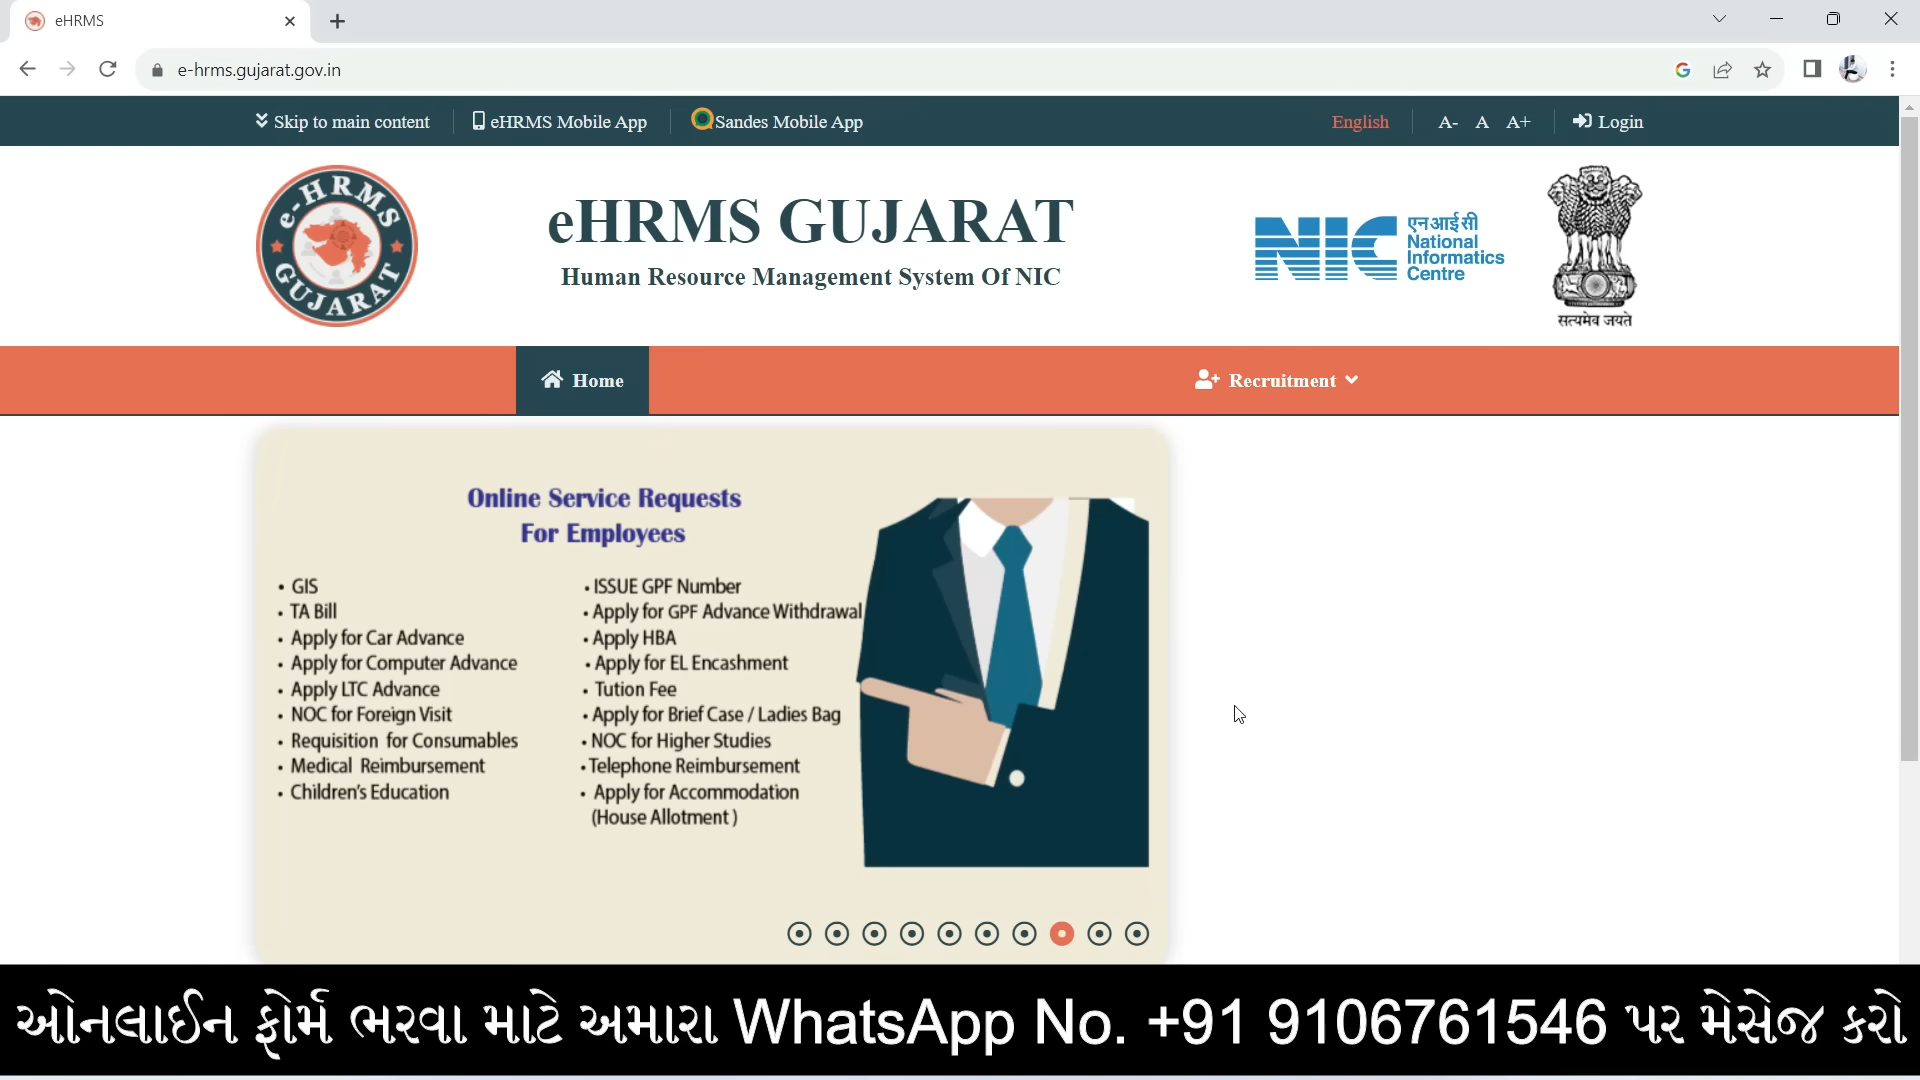 eHRMS
e-hrms.gujarat.gov.in
Skip to main content
eHRMS Mobile App
Sandes Mobile App
English
A- A A+
Login
e-HRMS
GUJARAT
eHRMS GUJARAT
Human Resource Management System Of NIC
NIC
एन आई सी
National
Informatics
Centre
सत्यमेव जयते
Home
Recruitment
Online Service Requests
For Employees
• GIS
• TA Bill
• Apply for Car Advance
• Apply for Computer Advance
• Apply LTC Advance
• NOC for Foreign Visit
• Requisition for Consumables
• Medical Reimbursement
• Children's Education
• ISSUE GPF Number
• Apply for GPF Advance Withdrawal
• Apply HBA
• Apply for EL Encashment
• Tution Fee
• Apply for Brief Case / Ladies Bag
• NOC for Higher Studies
• Telephone Reimbursement
• Apply for Accommodation
(House Allotment )
ઓનલાઈન ફોર્મ ભરવા માટે અમારા WhatsApp No. +91 9106761546 પર મેસેજ કરો